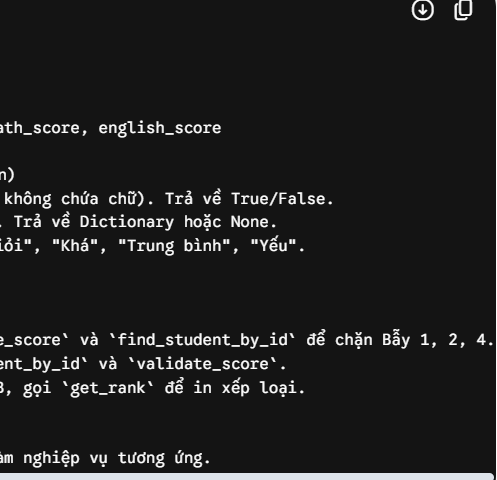 ath_score, english_score
n)
không chứa chữ). Trả về True/False.
. Trả về Dictionary hoặc None.
iỏi", "Khá", "Trung bình", "Yếu".
e_score` và `find_student_by_id` để chặn Bẫy 1, 2, 4.
ent_by_id` và `validate_score`.
3, gọi `get_rank` để in xếp loại.
àm nghiệp vụ tương ứng.